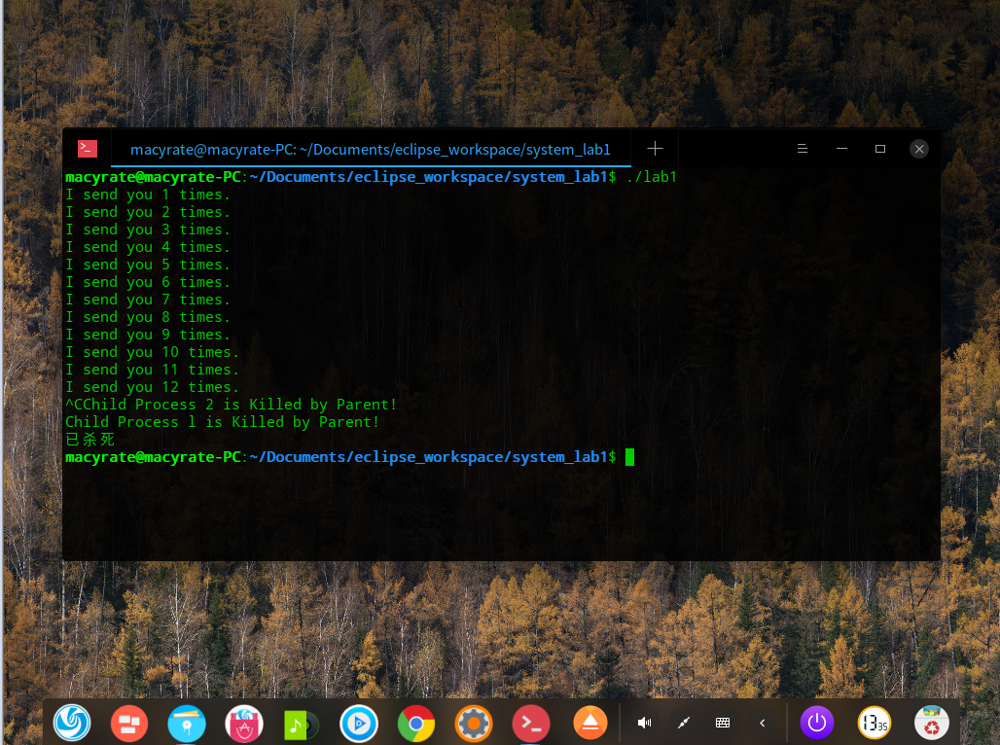 macyrate@macyrate-PC: ~/Documents/eclipse_workspace/system_lab1
macyrate@macyrate-PC:~/Documents/eclipse_workspace/system_lab1$ ./lab1
I send you 1 times.
I send you 2 times.
I send you 3 times.
I send you 4 times.
I send you 5 times.
I send you 6 times.
I send you 7 times.
I send you 8 times.
I send you 9 times.
I send you 10 times.
I send you 11 times.
I send you 12 times.
^CChild Process 2 is Killed by Parent!
Child Process l is Killed by Parent!
已杀死
macyrate@macyrate-PC:~/Documents/eclipse_workspace/system_lab1$
13 35